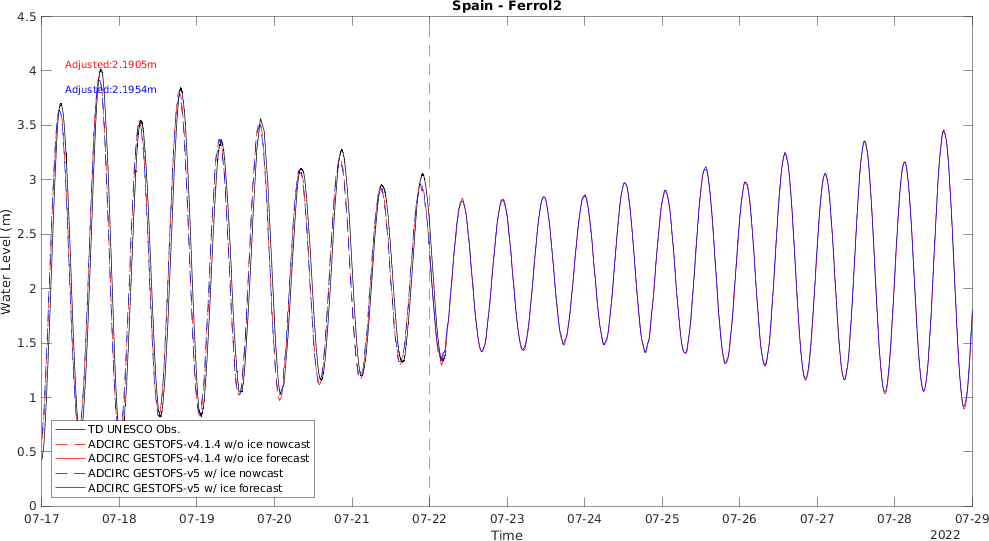 Spain - Ferrol2
4.5
4
3.5
3
2.5
2
1.5
1
0.5
0
Water Level (m)
Adjusted:2.1905m
Adjusted:2.1954m
TD UNESCO Obs.
ADCIRC GESTOFS-v4.1.4 w/o ice nowcast
ADCIRC GESTOFS-v4.1.4 w/o ice forecast
ADCIRC GESTOFS-v5 w/ ice nowcast
ADCIRC GESTOFS-v5 w/ ice forecast
07-17 07-18 07-19 07-20 07-21 07-22 07-23 07-24 07-25 07-26 07-27 07-28 07-29
Time
2022